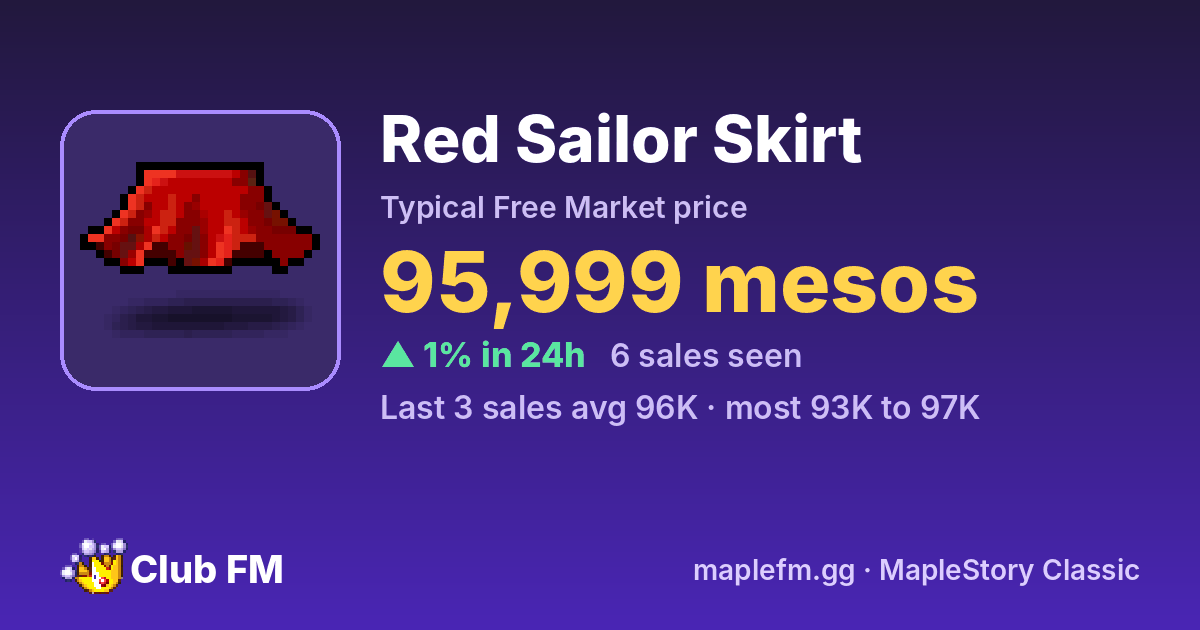 Red Sailor Skirt
Typical Free Market price
95,999 mesos
▲ 1% in 24h 6 sales seen
Last 3 sales avg 96K · most 93K to 97K
Club FM
maplefm.gg · MapleStory Classic